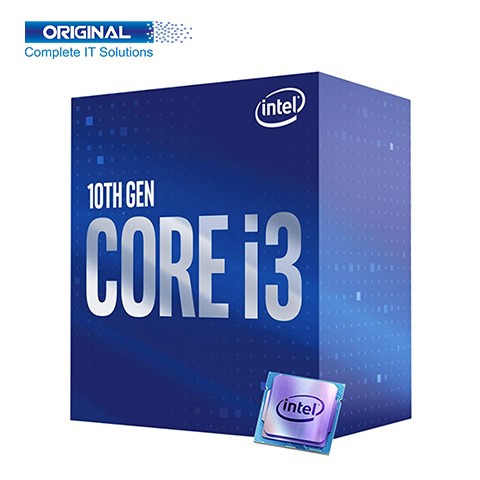 ORIGINAL
Complete IT Solutions
intel
10TH GEN
CORE i3
intel